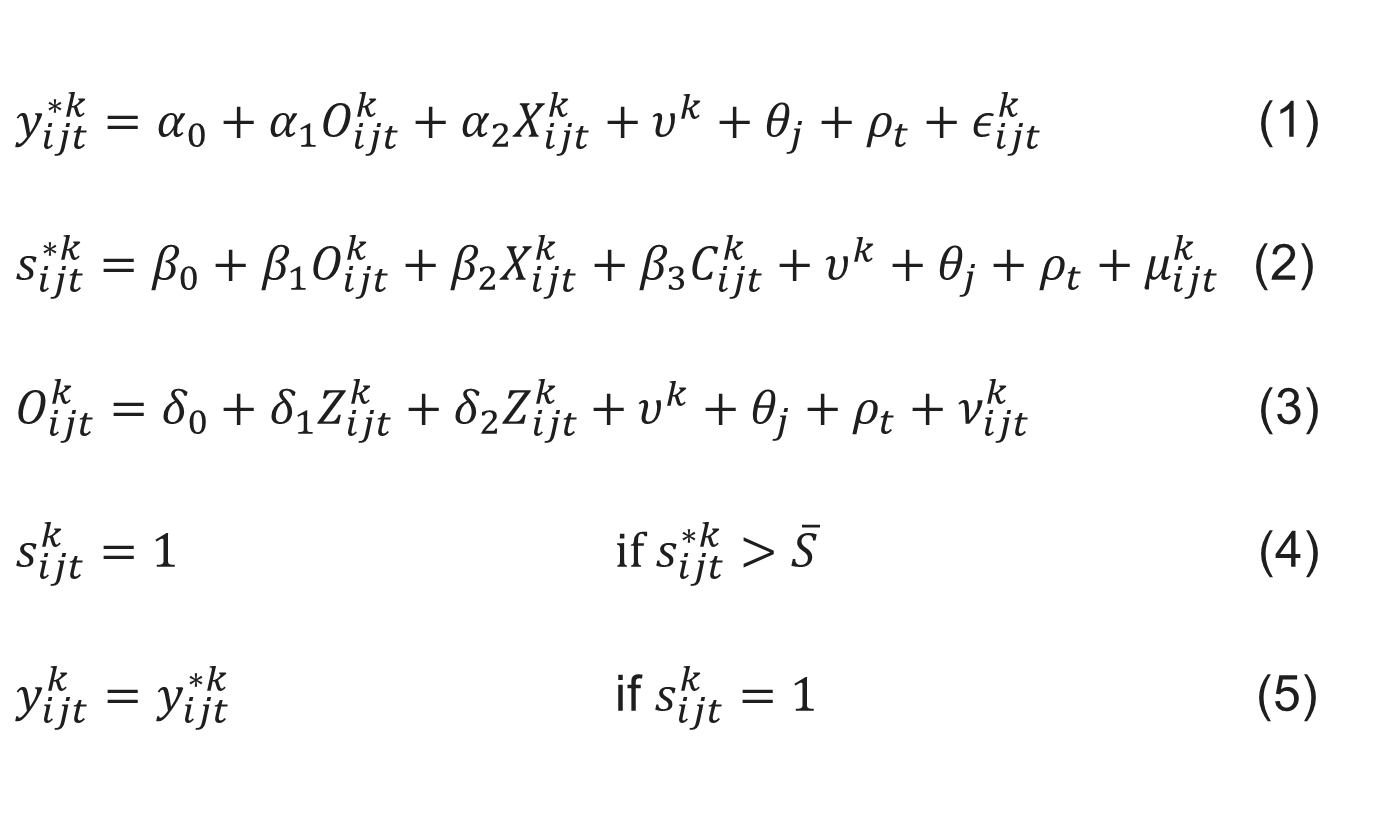 y_{ijt}^{*k} = α_0 + α_1 O_{ijt}^k + α_2 X_{ijt}^k + υ^k + θ_j + ρ_t + ϵ_{ijt}^k (1)
s_{ijt}^{*k} = β_0 + β_1 O_{ijt}^k + β_2 X_{ijt}^k + β_3 C_{ijt}^k + υ^k + θ_j + ρ_t + μ_{ijt}^k (2)
O_{ijt}^k = δ_0 + δ_1 Z_{ijt}^k + δ_2 Z_{ijt}^k + υ^k + θ_j + ρ_t + ν_{ijt}^k (3)
s_{ijt}^k = 1 if s_{ijt}^{*k} > S̄ (4)
y_{ijt}^k = y_{ijt}^{*k} if s_{ijt}^k = 1 (5)